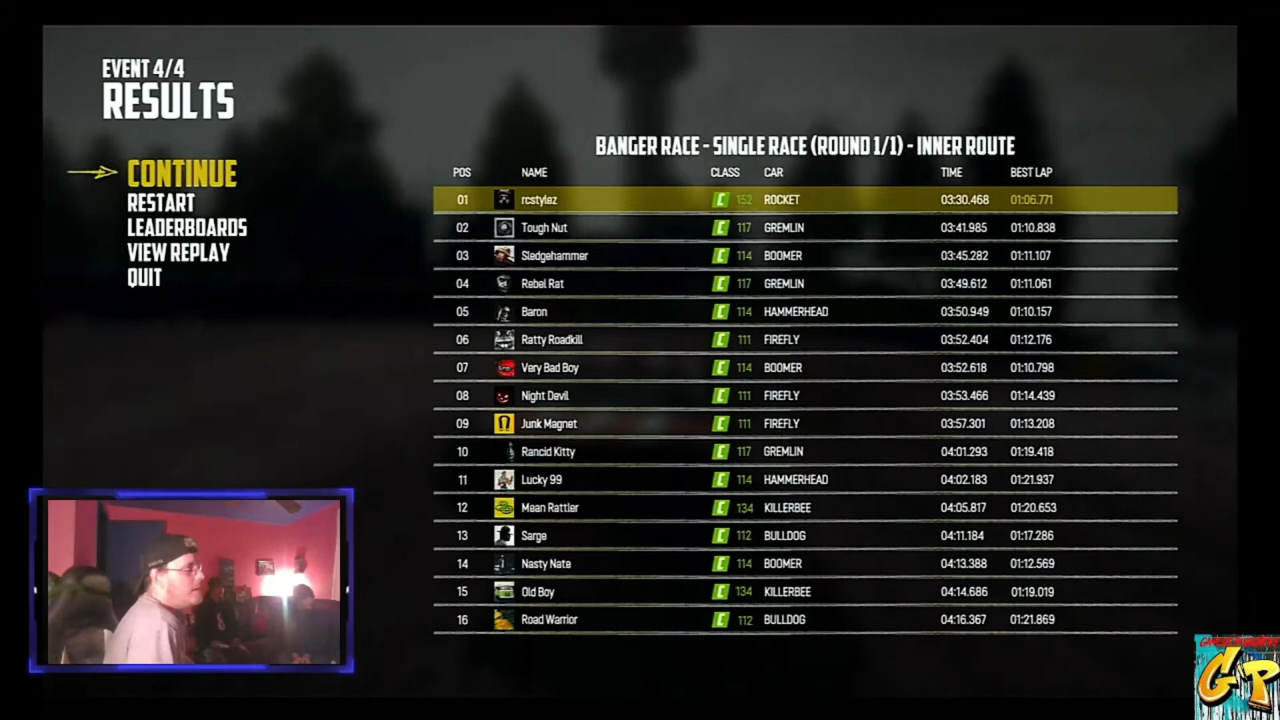 EVENT 4/4
RESULTS
CONTINUE
RESTART
LEADERBOARDS
VIEW REPLAY
QUIT
BANGER RACE - SINGLE RACE (ROUND 1/1) - INNER ROUTE
POS NAME CLASS CAR TIME BEST LAP
01 rcstylez C 152 ROCKET 03:30.468 01:06.771
02 Tough Nut C 117 GREMLIN 03:41.985 01:10.838
03 Sledgehammer C 114 BOOMER 03:45.282 01:11.107
04 Rebel Rat C 117 GREMLIN 03:49.612 01:11.061
05 Baron C 114 HAMMERHEAD 03:50.949 01:10.157
06 Ratty Roadkill C 111 FIREFLY 03:52.404 01:12.176
07 Very Bad Boy C 114 BOOMER 03:52.618 01:10.798
08 Night Devil C 111 FIREFLY 03:53.466 01:14.439
09 Junk Magnet C 111 FIREFLY 03:57.301 01:13.208
10 Rancid Kitty C 117 GREMLIN 04:01.293 01:19.418
11 Lucky 99 C 114 HAMMERHEAD 04:02.183 01:21.937
12 Mean Rattler C 134 KILLERBEE 04:05.817 01:20.653
13 Sarge C 112 BULLDOG 04:11.184 01:17.286
14 Nasty Nate C 114 BOOMER 04:13.388 01:12.569
15 Old Boy C 134 KILLERBEE 04:14.686 01:19.019
16 Road Warrior C 112 BULLDOG 04:16.367 01:21.869
GP